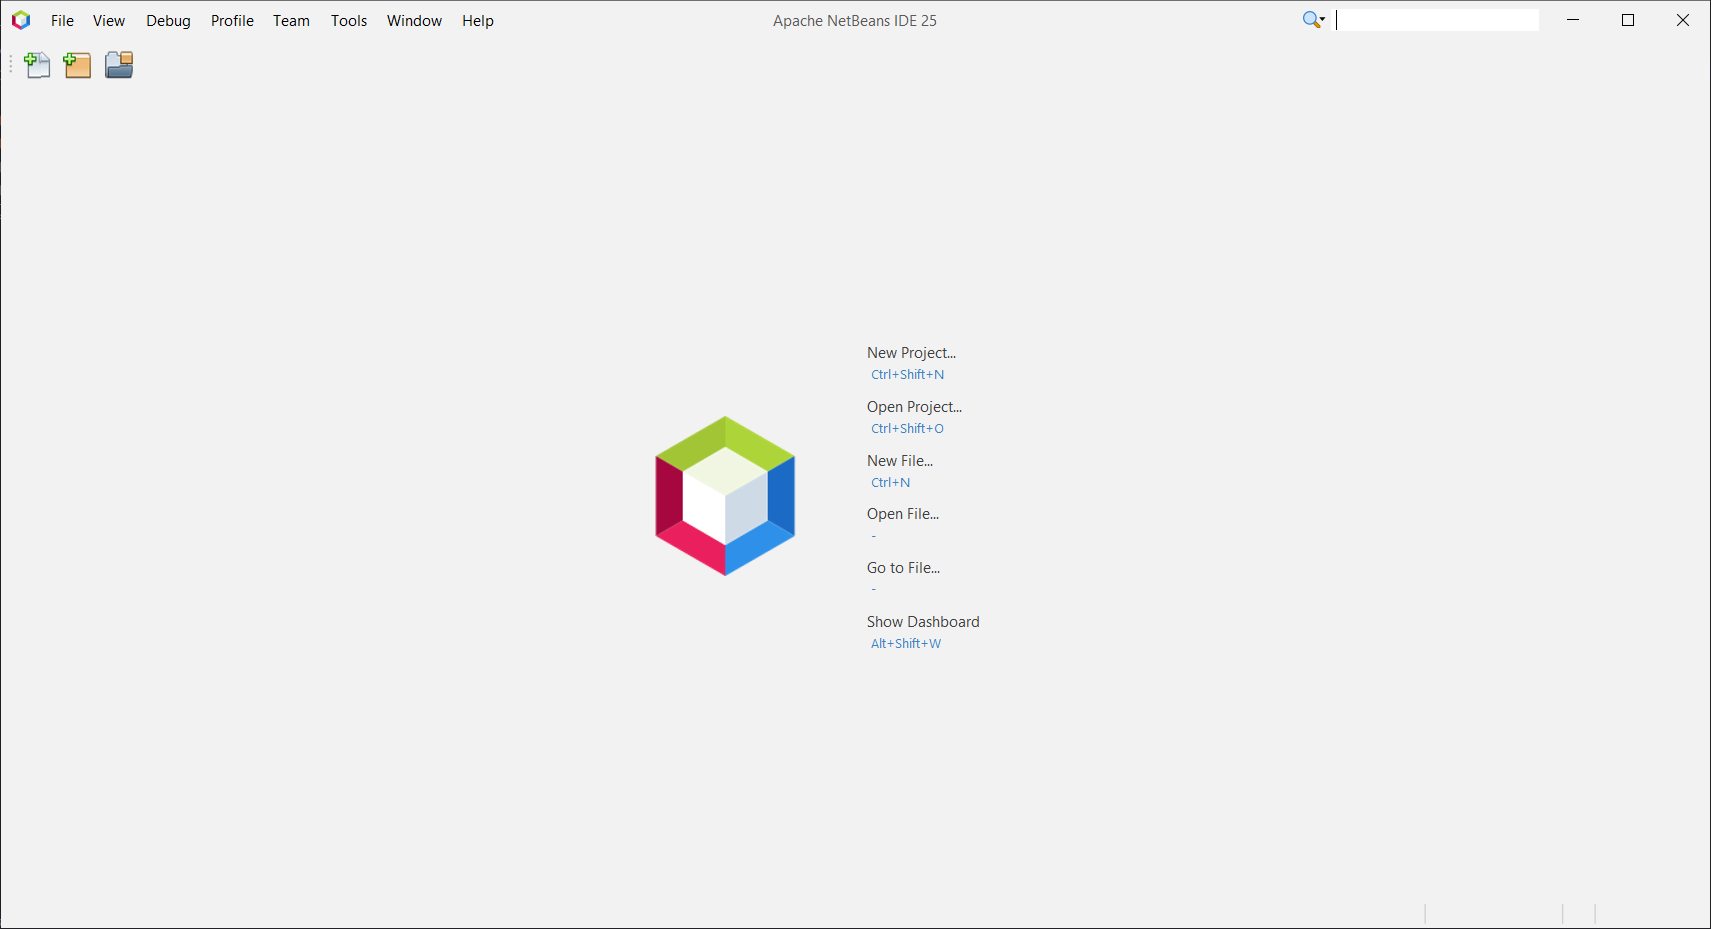 File View Debug Profile Team Tools Window Help Apache NetBeans IDE 25
New Project...
Ctrl+Shift+N
Open Project...
Ctrl+Shift+O
New File...
Ctrl+N
Open File...
-
Go to File...
-
Show Dashboard
Alt+Shift+W